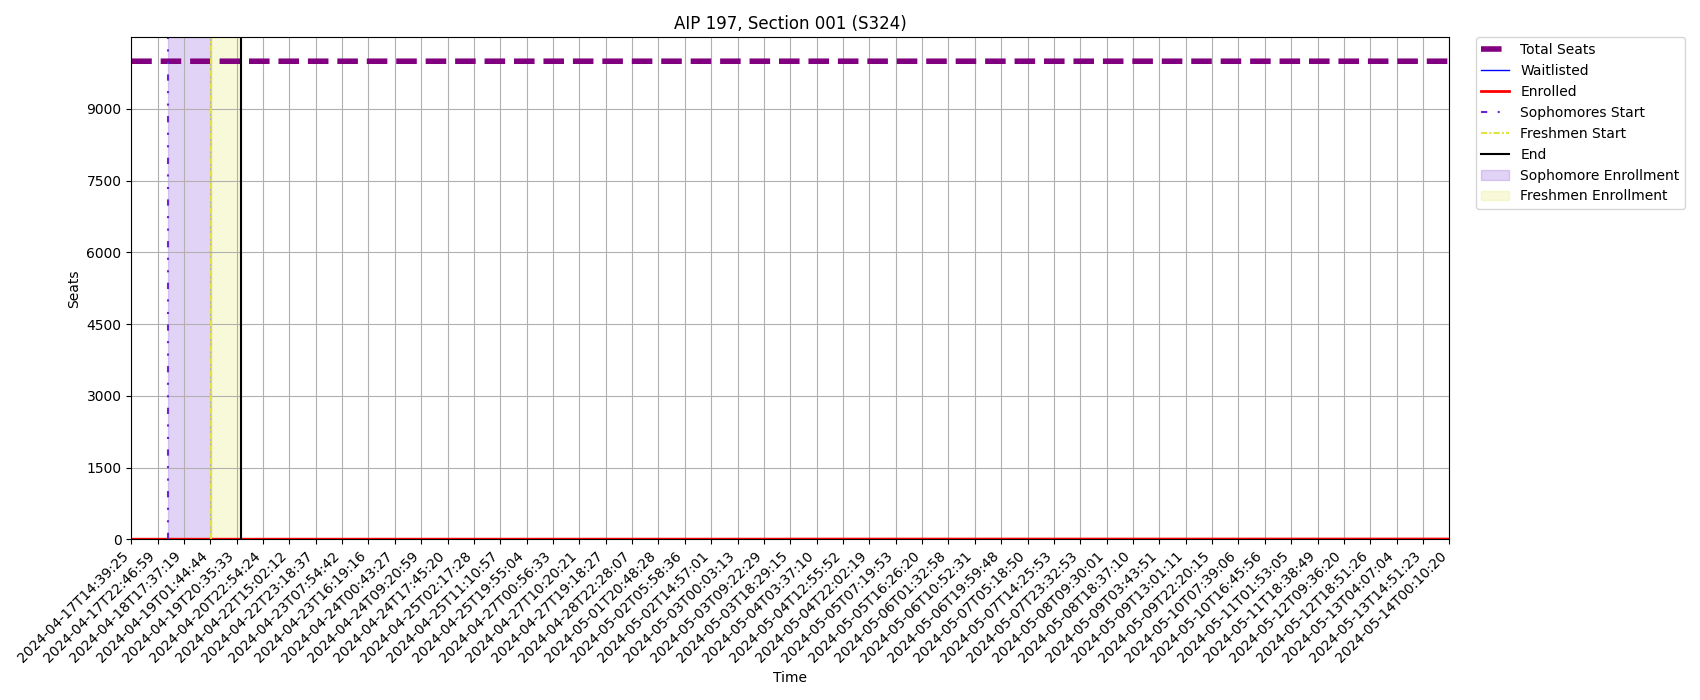 AIP 197, Section 001 (S324)
Total Seats
Waitlisted
Enrolled
Sophomores Start
Freshmen Start
End
Sophomore Enrollment
Freshmen Enrollment
Seats
9000
7500
6000
4500
3000
1500
0
2024-04-17T14:39:25
2024-04-17T22:46:59
2024-04-18T17:37:19
2024-04-19T01:44:44
2024-04-19T20:35:33
2024-04-20T22:54:24
2024-04-22T15:02:12
2024-04-22T23:18:37
2024-04-23T07:54:42
2024-04-23T16:19:16
2024-04-24T00:43:27
2024-04-24T09:20:59
2024-04-24T17:45:20
2024-04-25T02:17:28
2024-04-25T11:10:57
2024-04-25T19:55:04
2024-04-27T00:56:33
2024-04-27T10:20:21
2024-04-27T19:18:27
2024-04-28T22:28:07
2024-05-01T20:48:28
2024-05-02T05:58:36
2024-05-02T14:57:01
2024-05-03T00:03:13
2024-05-03T09:22:29
2024-05-03T18:29:15
2024-05-04T03:37:10
2024-05-04T12:55:52
2024-05-04T22:02:19
2024-05-05T07:19:53
2024-05-05T16:26:20
2024-05-06T01:32:58
2024-05-06T10:52:31
2024-05-06T19:59:48
2024-05-07T05:18:50
2024-05-07T14:25:53
2024-05-07T23:32:53
2024-05-08T09:30:01
2024-05-08T18:37:10
2024-05-09T03:43:51
2024-05-09T13:01:11
2024-05-09T22:20:15
2024-05-10T07:39:06
2024-05-10T16:45:56
2024-05-11T01:53:05
2024-05-11T18:38:49
2024-05-12T09:36:20
2024-05-12T18:51:26
2024-05-13T04:07:04
2024-05-13T14:51:23
2024-05-14T00:10:20
Time